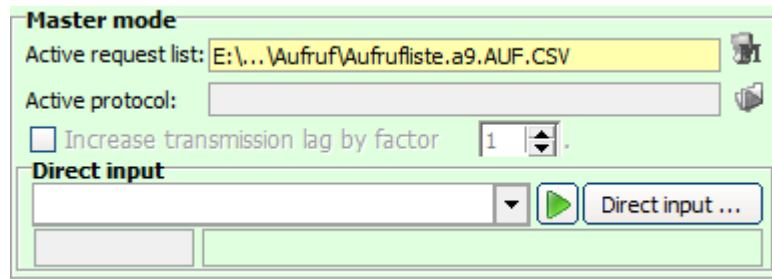 Master mode
Active request list: E:\...\Aufruf\Aufrufliste.a9.AUF.CSV
Active protocol:
Increase transmission lag by factor 1 .
Direct input
Direct input ...